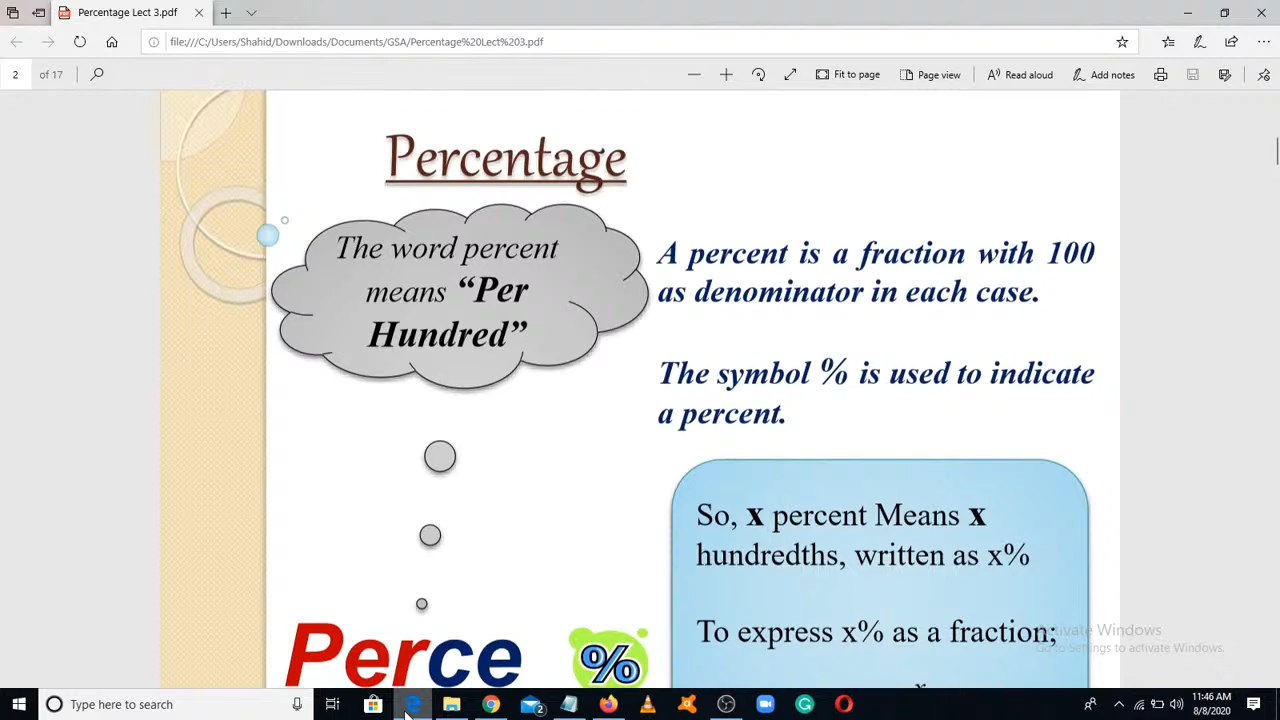 Percentage Lect 3.pdf
file:///C:/Users/Shahid/Downloads/Documents/GSA/Percentage%20Lect%203.pdf
2 of 17
Fit to page
Page view
Read aloud
Add notes
Percentage
The word percent
means “Per
Hundred”
A percent is a fraction with 100
as denominator in each case.
The symbol % is used to indicate
a percent.
So, x percent Means x
hundredths, written as x%
To express x% as a fraction;
x
Perce
%
Activate Windows
Go to Settings to activate Windows.
Type here to search
2
11:46 AM
8/8/2020